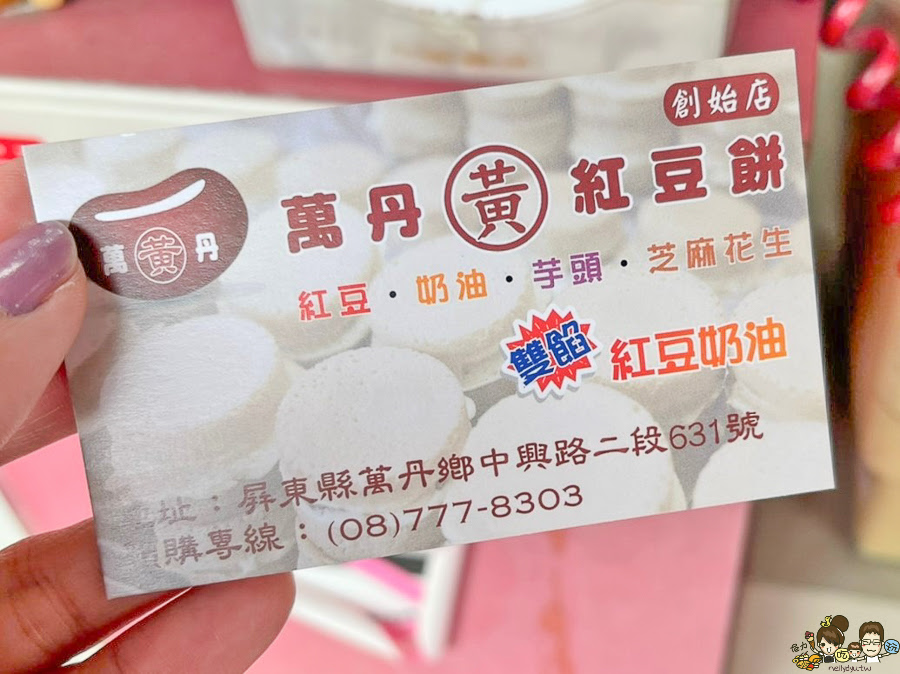 創始店
萬丹 黃 紅豆餅
萬 黃 丹
紅豆・奶油・芋頭・芝麻花生
雙餡 紅豆奶油
址：屏東縣萬丹鄉中興路二段631號
購專線：(08)777-8303
neilydyu.tw